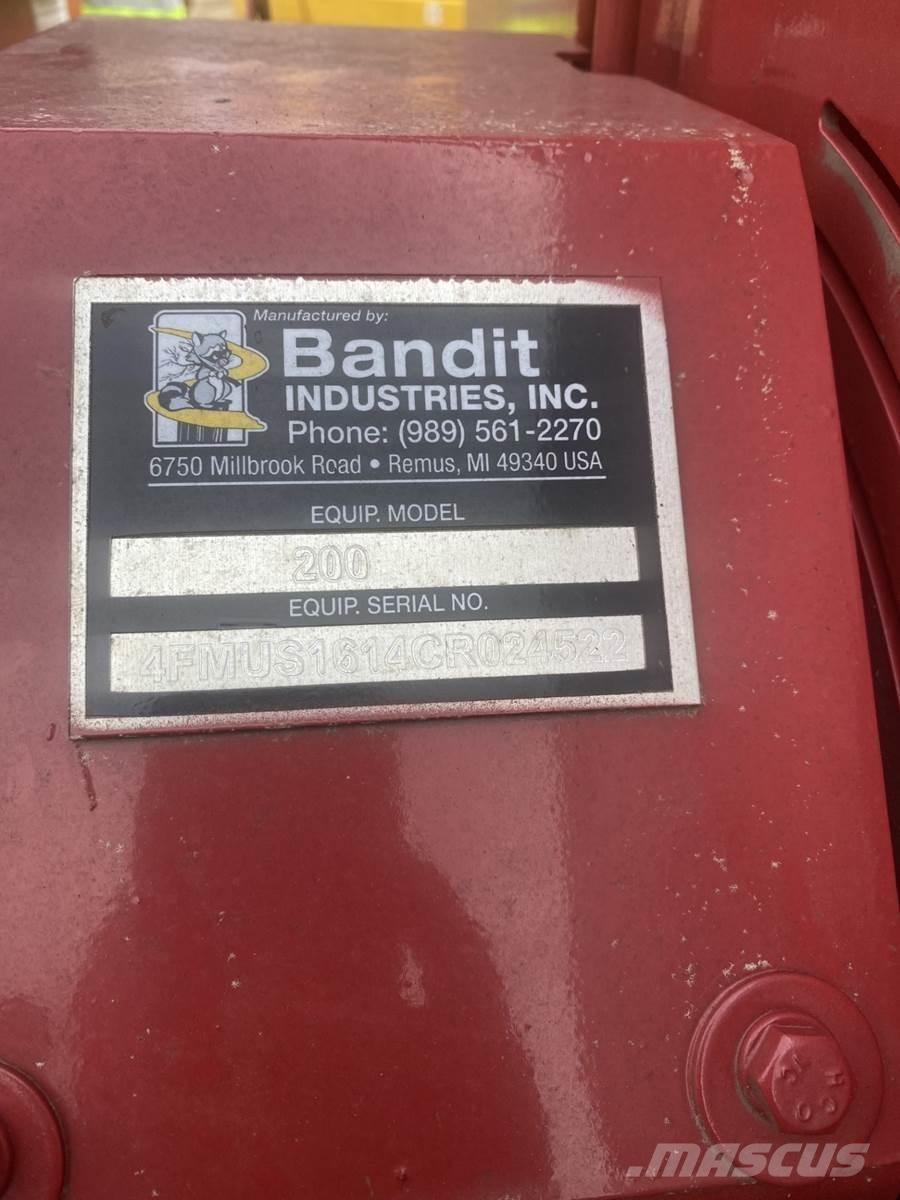 Manufactured by:
Bandit
INDUSTRIES, INC.
Phone: (989) 561-2270
6750 Millbrook Road • Remus, MI 49340 USA
EQUIP. MODEL
200
EQUIP. SERIAL NO.
4FMUS1614CR024522
MASCUS